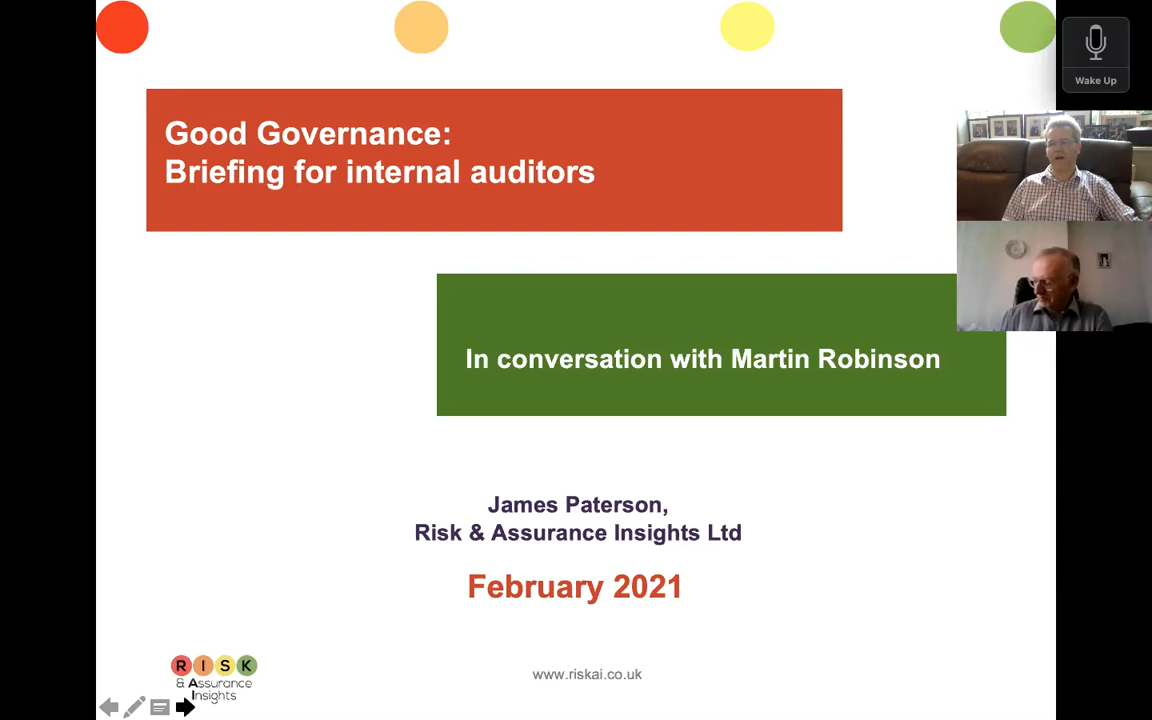 Wake Up
Good Governance:
Briefing for internal auditors
In conversation with Martin Robinson
James Paterson,
Risk & Assurance Insights Ltd
February 2021
RISK
& Assurance
Insights
www.riskai.co.uk